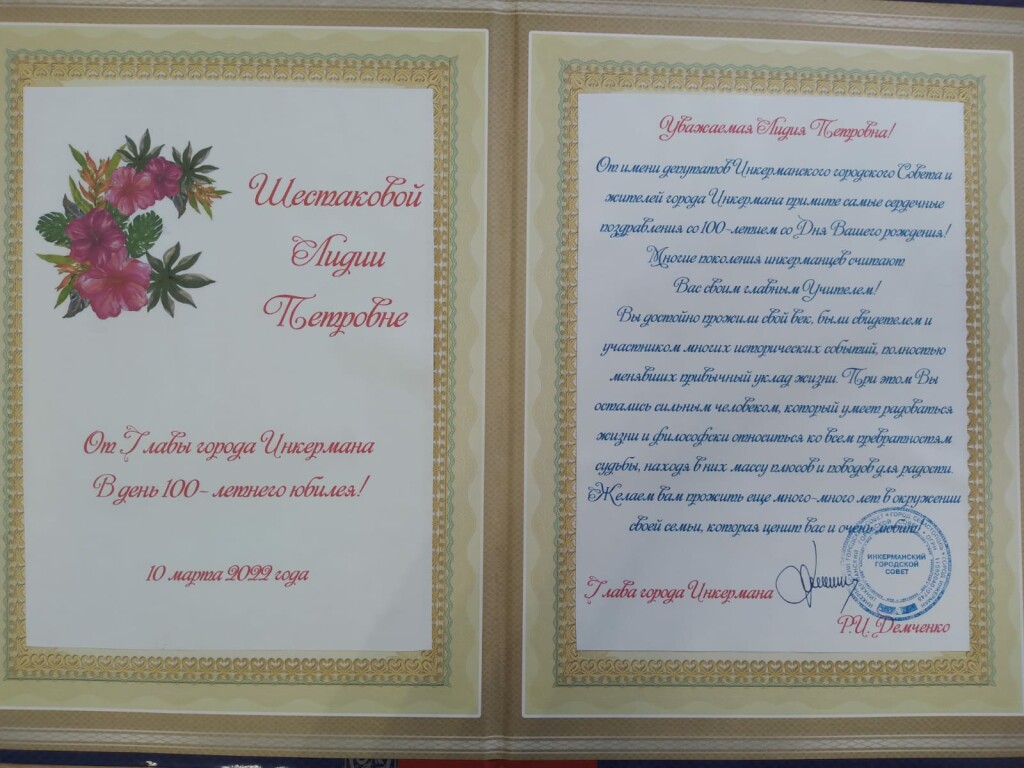 Шестаковой
Лидии
Петровне
От Главы города Инкермана
В день 100- летнего юбилея!
10 марта 2022 года
Уважаемая Лидия Петровна!
От имени депутатов Инкерманского городского Совета и
жителей города Инкермана примите самые сердечные
поздравления со 100-летием со Дня Вашего рождения!
Многие поколения инкерманцев считают
Вас своим главным Учителем!
Вы достойно прожили свой век, были свидетелем и
участником многих исторических событий, полностью
менявших привычный уклад жизни. При этом Вы
остались сильным человеком, который умеет радоваться
жизни и философски относиться ко всем превратностям
судьбы, находя в них массу плюсов и поводов для радости.
Желаем вам прожить еще много-много лет в окружении
своей семьи, которая ценит вас и очень любит!
ИНКЕРМАНСКИЙ
ГОРОДСКОЙ
СОВЕТ
Глава города Инкермана
Р.И. Демченко